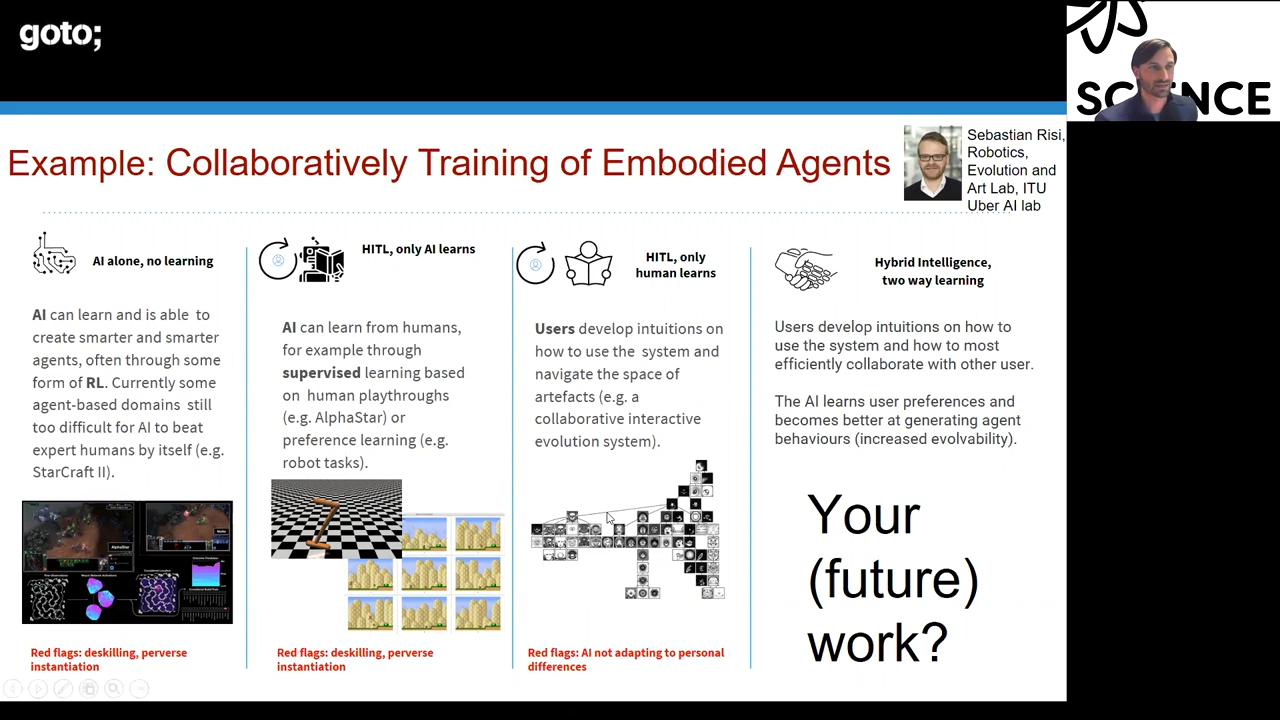 goto;
SCIENCE
Example: Collaboratively Training of Embodied Agents
Sebastian Risi,
Robotics,
Evolution and
Art Lab, ITU
Uber AI lab
AI alone, no learning
AI can learn and is able to
create smarter and smarter
agents, often through some
form of RL. Currently some
agent-based domains still
too difficult for AI to beat
expert humans by itself (e.g.
StarCraft II).
Red flags: deskilling, perverse
instantiation
HITL, only AI learns
AI can learn from humans,
for example through
supervised learning based
on human playthroughs
(e.g. AlphaStar) or
preference learning (e.g.
robot tasks).
Red flags: deskilling, perverse
instantiation
HITL, only
human learns
Users develop intuitions on
how to use the system and
navigate the space of
artefacts (e.g. a
collaborative interactive
evolution system).
Red flags: AI not adapting to personal
differences
Hybrid Intelligence,
two way learning
Users develop intuitions on how to
use the system and how to most
efficiently collaborate with other user.
The AI learns user preferences and
becomes better at generating agent
behaviours (increased evolvability).
Your
(future)
work?